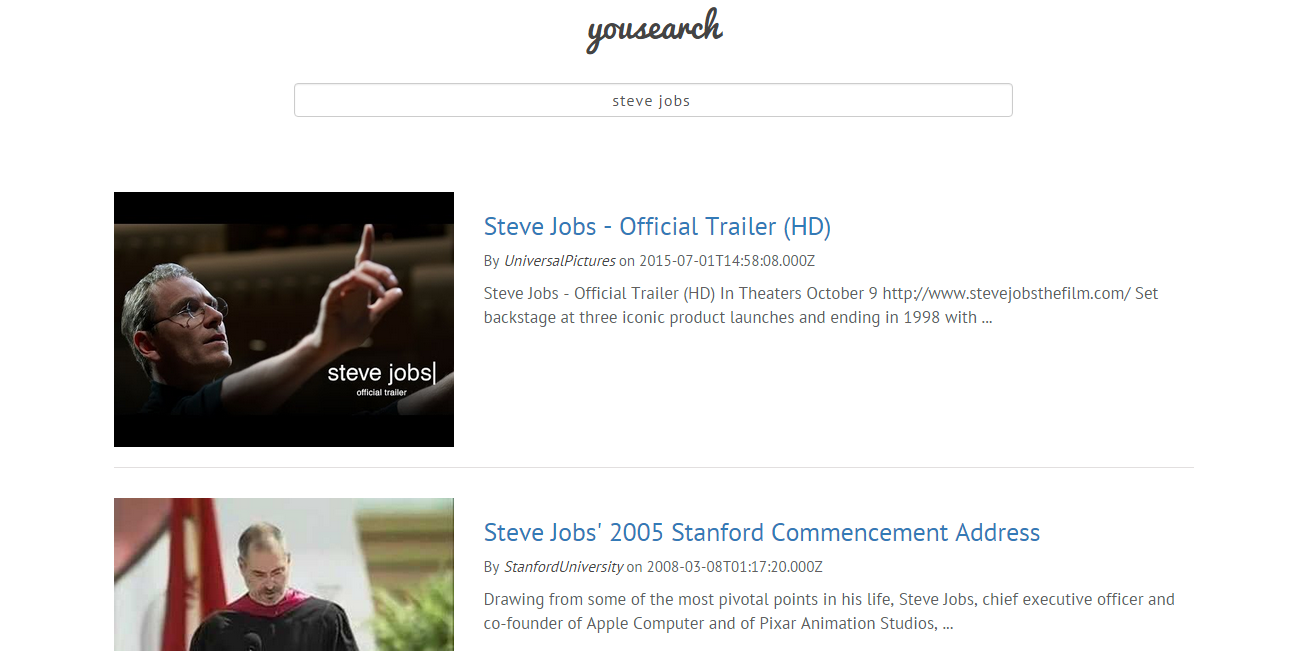 yousearch
steve jobs
Steve Jobs - Official Trailer (HD)
By UniversalPictures on 2015-07-01T14:58:08.000Z
Steve Jobs - Official Trailer (HD) In Theaters October 9 http://www.stevejobsthefilm.com/ Set
backstage at three iconic product launches and ending in 1998 with ...
steve jobs|
official trailer
Steve Jobs' 2005 Stanford Commencement Address
By StanfordUniversity on 2008-03-08T01:17:20.000Z
Drawing from some of the most pivotal points in his life, Steve Jobs, chief executive officer and
co-founder of Apple Computer and of Pixar Animation Studios, ...